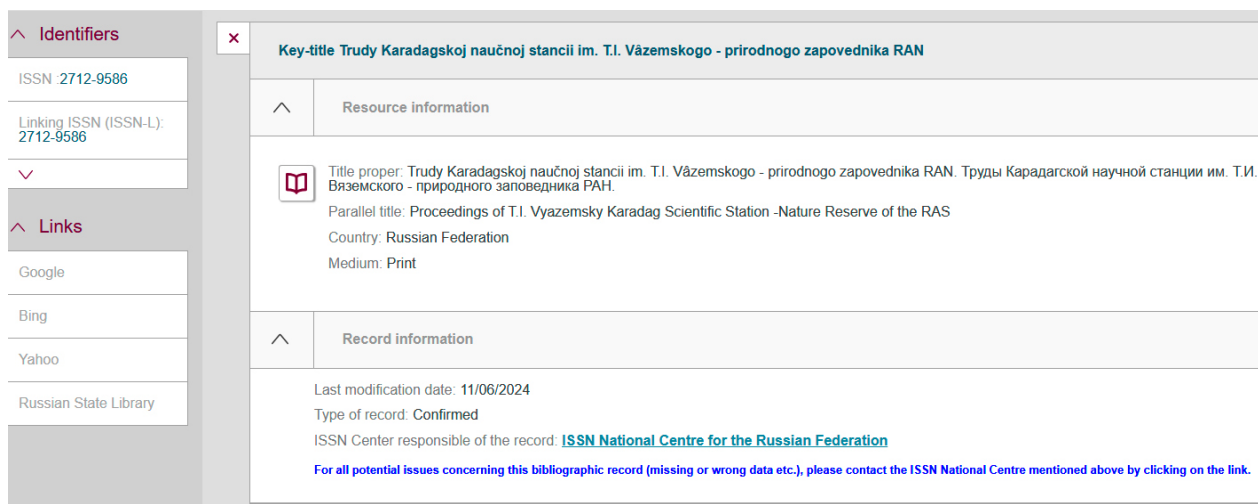 Identifiers
ISSN :2712-9586
Linking ISSN (ISSN-L):
2712-9586
Links
Google
Bing
Yahoo
Russian State Library
Key-title Trudy Karadagskoj naučnoj stancii im. T.I. Vâzemskogo - prirodnogo zapovednika RAN
Resource information
Title proper: Trudy Karadagskoj naučnoj stancii im. T.I. Vâzemskogo - prirodnogo zapovednika RAN. Труды Карадагской научной станции им. Т.И.
Вяземского - природного заповедника РАН.
Parallel title: Proceedings of T.I. Vyazemsky Karadag Scientific Station -Nature Reserve of the RAS
Country: Russian Federation
Medium: Print
Record information
Last modification date: 11/06/2024
Type of record: Confirmed
ISSN Center responsible of the record: ISSN National Centre for the Russian Federation
For all potential issues concerning this bibliographic record (missing or wrong data etc.), please contact the ISSN National Centre mentioned above by clicking on the link.